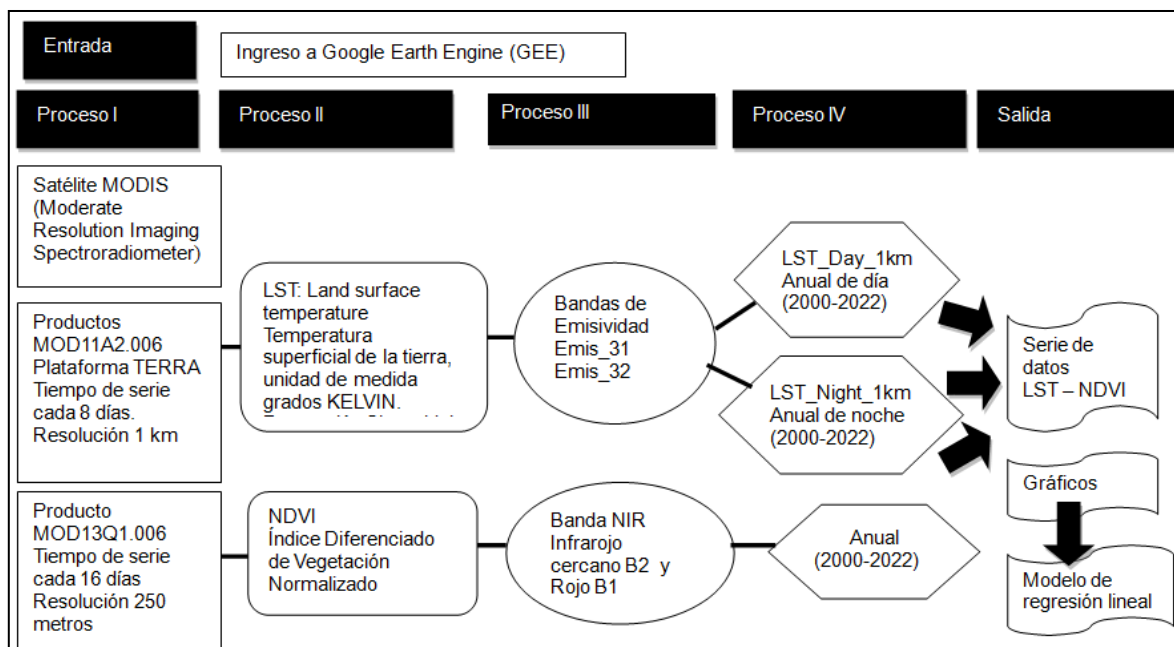 Entrada
Ingreso a Google Earth Engine (GEE)
Proceso I
Proceso II
Proceso III
Proceso IV
Salida
Satélite MODIS
(Moderate
Resolution Imaging
Spectroradiometer)
Productos
MOD11A2.006
Plataforma TERRA
Tiempo de serie
cada 8 días.
Resolución 1 km
LST: Land surface
temperature
Temperatura
superficial de la tierra,
unidad de medida
grados KELVIN.
Bandas de
Emisividad
Emis_31
Emis_32
LST_Day_1km
Anual de día
(2000-2022)
LST_Night_1km
Anual de noche
(2000-2022)
Serie de
datos
LST – NDVI
Gráficos
Modelo de
regresión lineal
Producto
MOD13Q1.006
Tiempo de serie
cada 16 días
Resolución 250
metros
NDVI
Índice Diferenciado
de Vegetación
Normalizado
Banda NIR
Infrarojo
cercano B2 y
Rojo B1
Anual
(2000-2022)